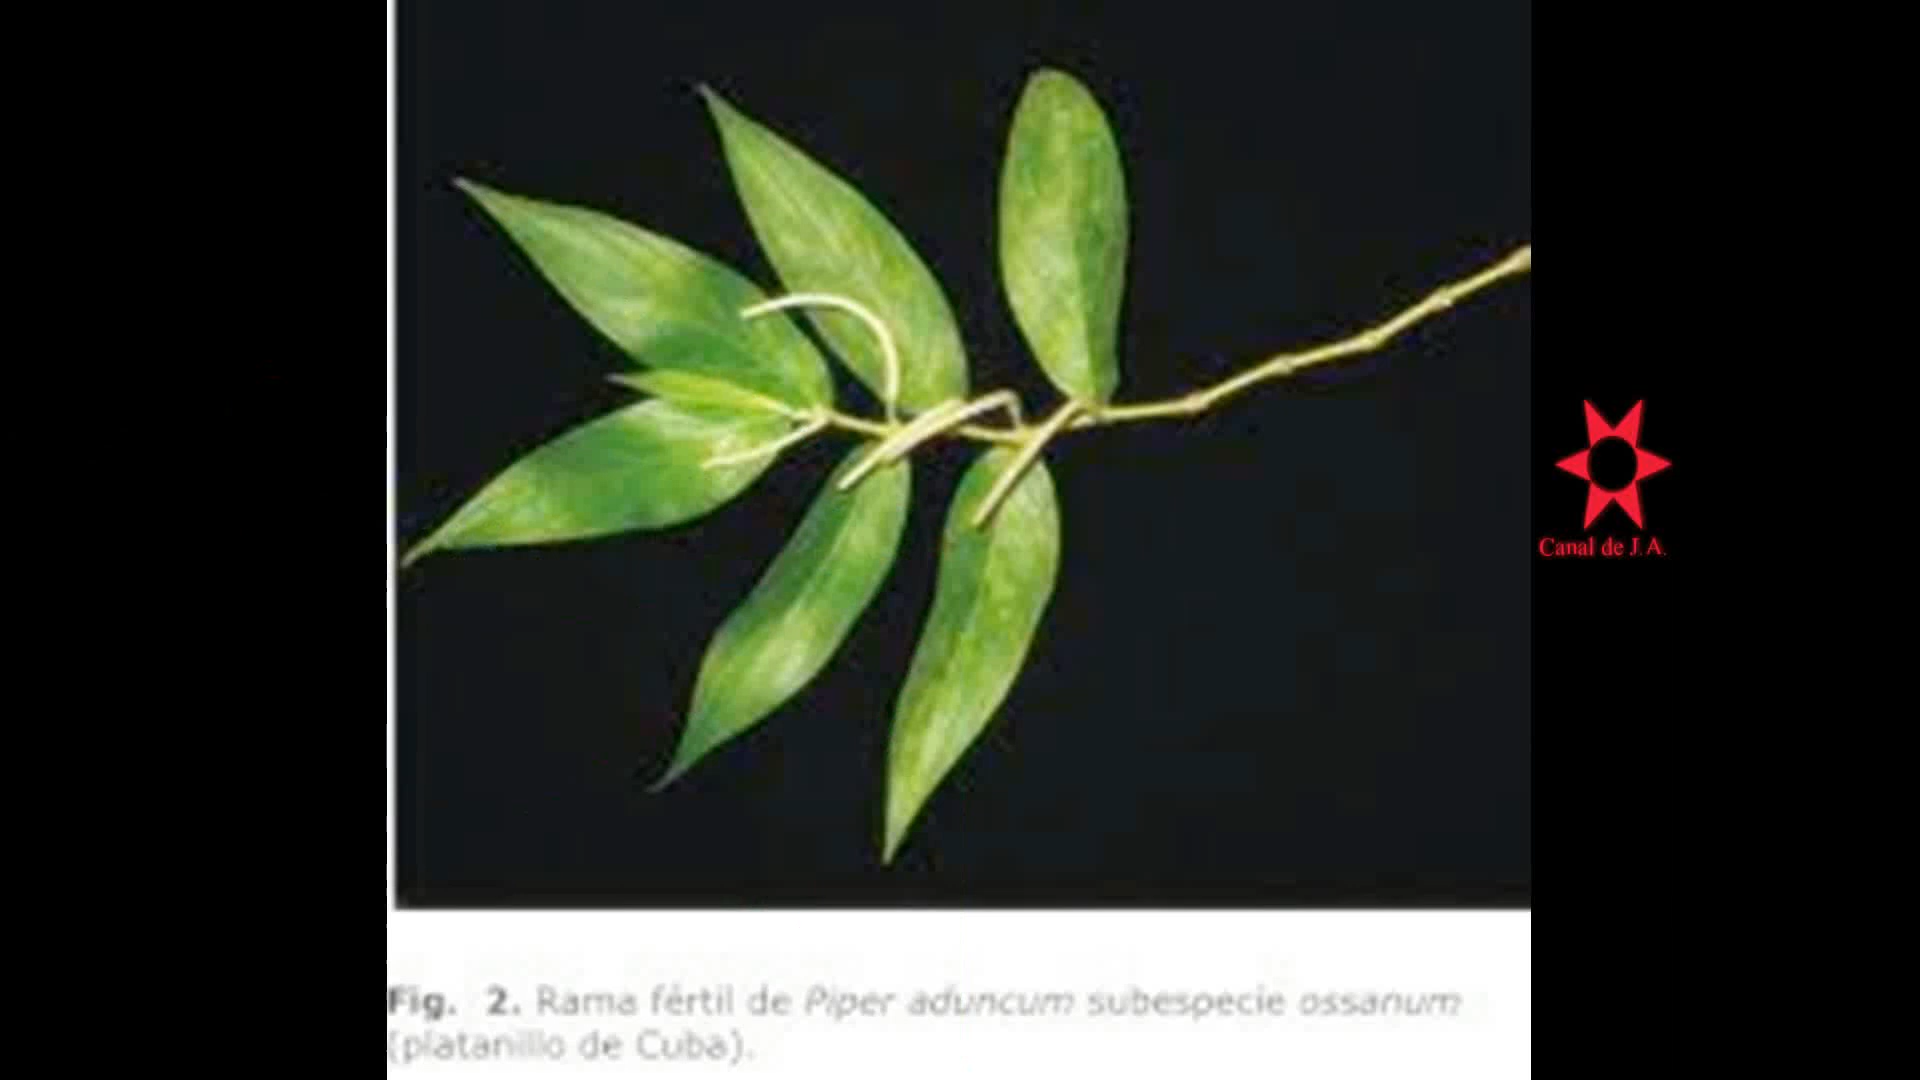 Canal de J.A.
Fig. 2. Rama fértil de Piper aduncum subespecie ossanum
(platanillo de Cuba).